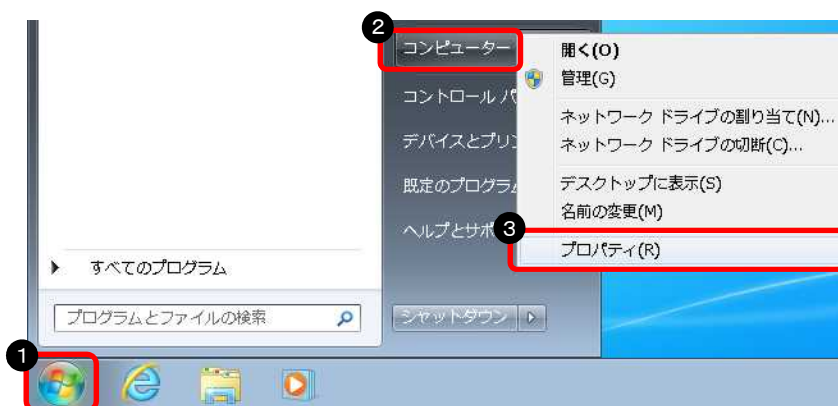 2
コンピューター
開く(O)
管理(G)
コントロール パ
ネットワーク ドライブの割り当て(N)...
デバイスとプリン
ネットワーク ドライブの切断(C)...
既定のプログラム
デスクトップに表示(S)
名前の変更(M)
ヘルプとサポ
3
プロパティ(R)
すべてのプログラム
プログラムとファイルの検索
シャットダウン
1